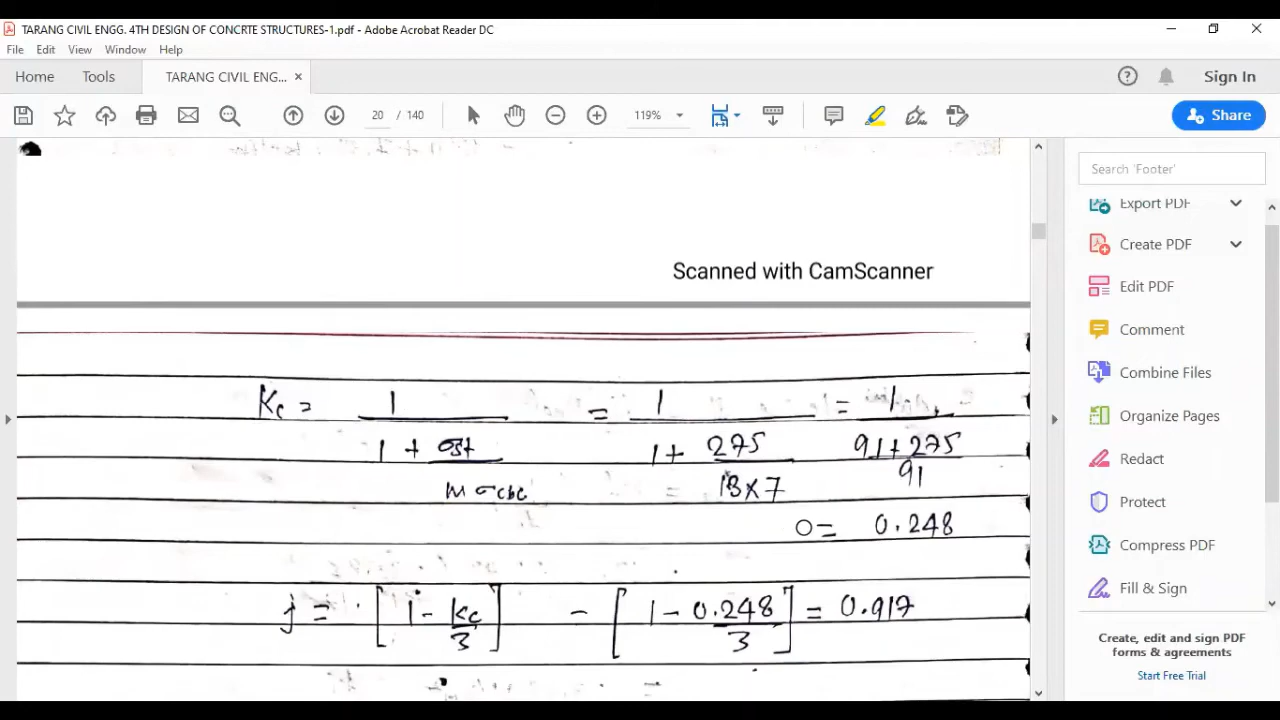 TARANG CIVIL ENGG. 4TH DESIGN OF CONCRTE STRUCTURES-1.pdf - Adobe Acrobat Reader DC
File Edit View Window Help
Home Tools TARANG CIVIL ENG... × Sign In
20 / 140 119% Share
Search 'Footer'
Export PDF
Create PDF
Edit PDF
Comment
Combine Files
Organize Pages
Redact
Protect
Compress PDF
Fill & Sign
Create, edit and sign PDF
forms & agreements
Start Free Trial
Scanned with CamScanner
Kc = 1 = 1 = 1
1 + σst 1 + 275 91 + 275
m σcbc 13 × 7 91
= 0.248
j = [1 - kc/3] = [1 - 0.248/3] = 0.917